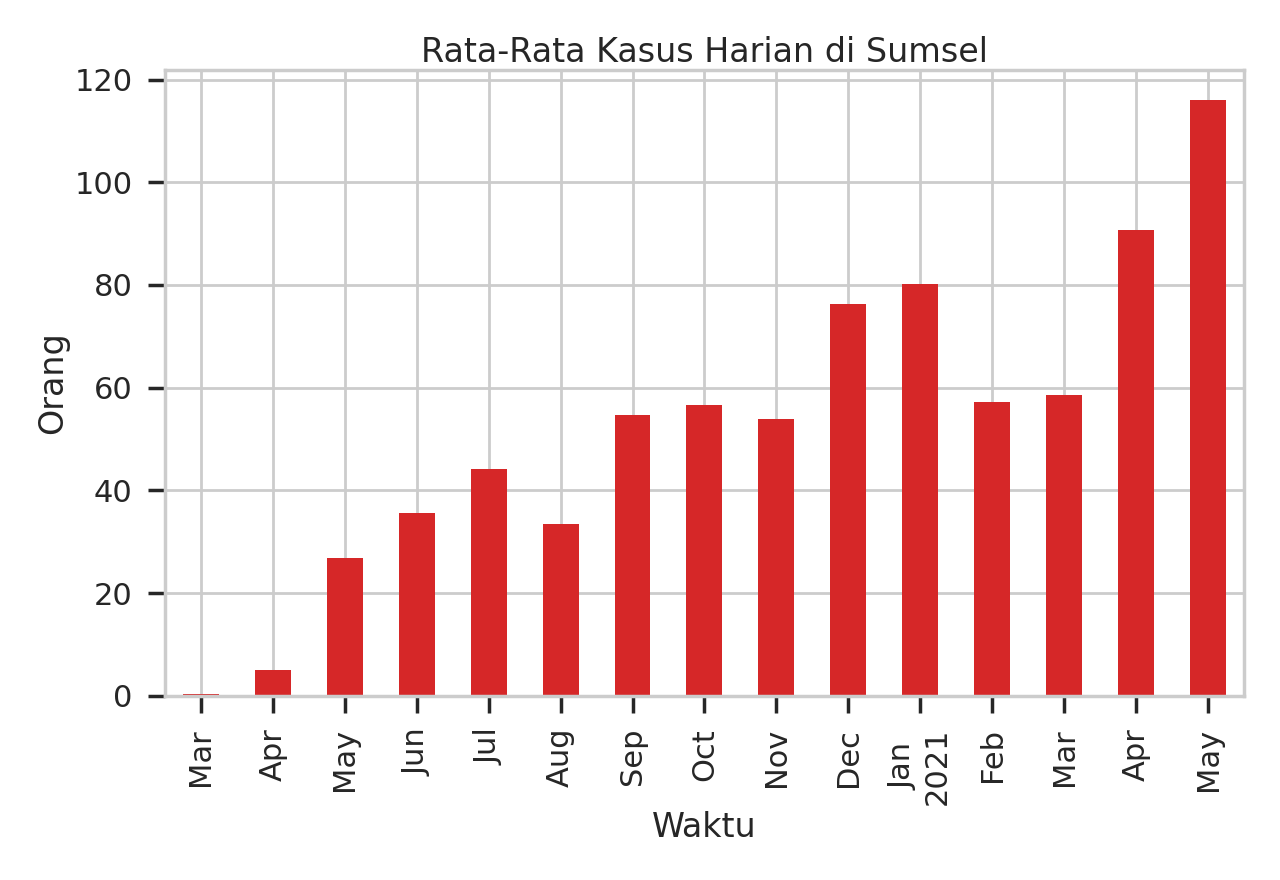 Rata-Rata Kasus Harian di Sumsel
120
100
80
60
40
20
0
Orang
Mar
Apr
May
Jun
Jul
Aug
Sep
Oct
Nov
Dec
Jan
2021
Feb
Mar
Apr
May
Waktu